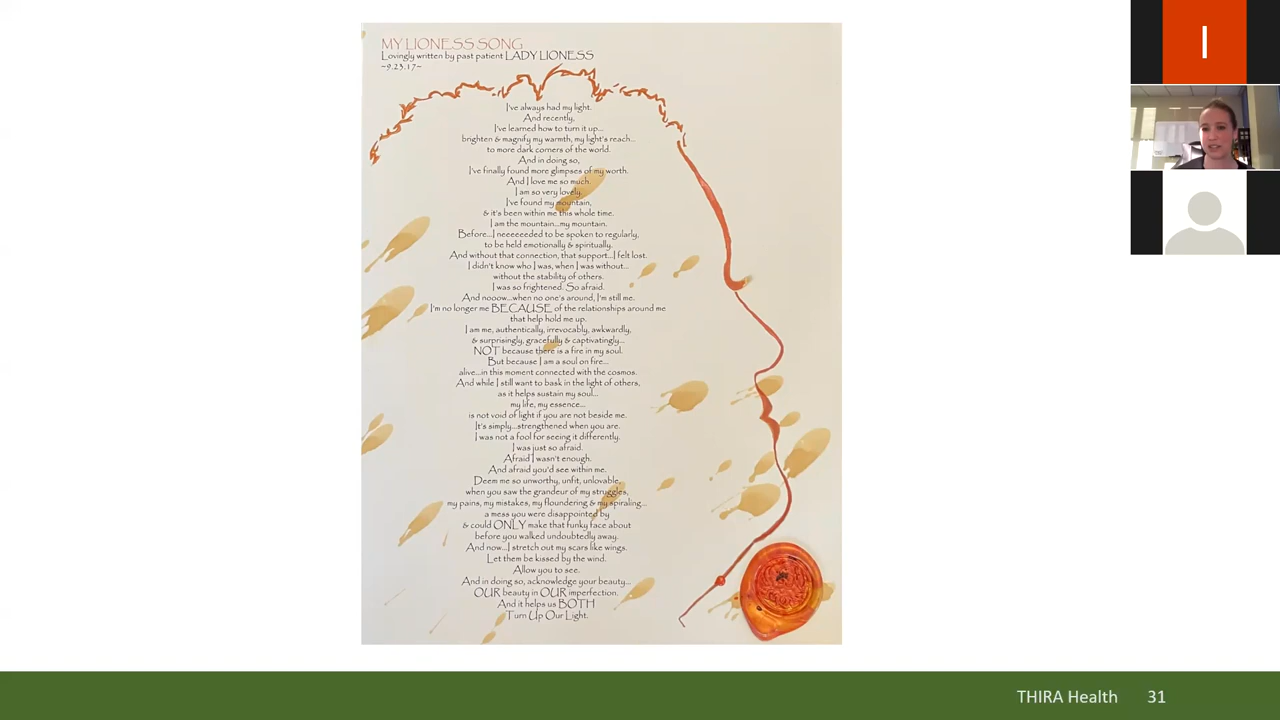 MY LIONESS SONG
Lovingly written by past patient LADY LIONESS
~9.23.17~
I've always had my light.
And recently,
I've learned how to turn it up...
brighten & magnify my warmth, my light's reach...
to more dark corners of the world.
And in doing so,
I've finally found more glimpses of my worth.
And I love me so much.
I am so very lovely.
I've found my mountain,
& it's been within me this whole time.
I am the mountain...my mountain.
Before...I neeeeeeded to be spoken to regularly,
to be held emotionally & spiritually.
And without that connection, that support...I felt lost.
I didn't know who I was, when I was without...
without the stability of others.
I was so frightened. So afraid.
And nooow...when no one's around, I'm still me.
I'm no longer me BECAUSE of the relationships around me
that help hold me up.
I am me, authentically, irrevocably, awkwardly,
& surprisingly, gracefully & captivatingly...
NOT because there is a fire in my soul.
But because I am a soul on fire...
alive...in this moment connected with the cosmos.
And while I still want to bask in the light of others,
as it helps sustain my soul...
my life, my essence...
is not void of light if you are not beside me.
It's simply...strengthened when you are.
I was not a fool for seeing it differently.
I was just so afraid.
Afraid I wasn't enough.
And afraid you'd see within me.
Deem me so unworthy, unfit, unlovable,
when you saw the grandeur of my struggles,
my pains, my mistakes, my floundering & my spiraling...
a mess you were disappointed by
& could ONLY make that funky face about
before you walked undoubtedly away.
And now...I stretch out my scars like wings.
Let them be kissed by the wind.
Allow you to see.
And in doing so, acknowledge your beauty...
OUR beauty in OUR imperfection,
And it helps us BOTH
Turn Up Our Light.
I
THIRA Health 31